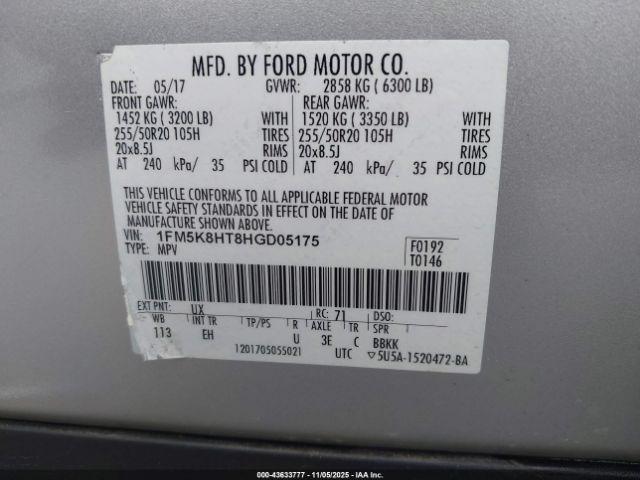 MFD. BY FORD MOTOR CO.
DATE: 05/17 GVWR: 2858 KG ( 6300 LB)
FRONT GAWR: REAR GAWR:
1452 KG ( 3200 LB) WITH 1520 KG ( 3350 LB) WITH
255/50R20 105H TIRES 255/50R20 105H TIRES
20x8.5J RIMS 20x8.5J RIMS
AT 240 kPa/ 35 PSI COLD AT 240 kPa/ 35 PSI COLD
THIS VEHICLE CONFORMS TO ALL APPLICABLE FEDERAL MOTOR
VEHICLE SAFETY STANDARDS IN EFFECT ON THE DATE OF
MANUFACTURE SHOWN ABOVE.
VIN: 1FM5K8HT8HGD05175 F0192
TYPE: MPV T0146
EXT PNT: UX RC: 71 DSO:
WB INT TR TP/PS R AXLE TR SPR
113 EH U 3E C BBKK
1201705055021 UTC ▽5U5A-1520472-BA
00-43633777 - 11/05/2025 - IAA Inc.